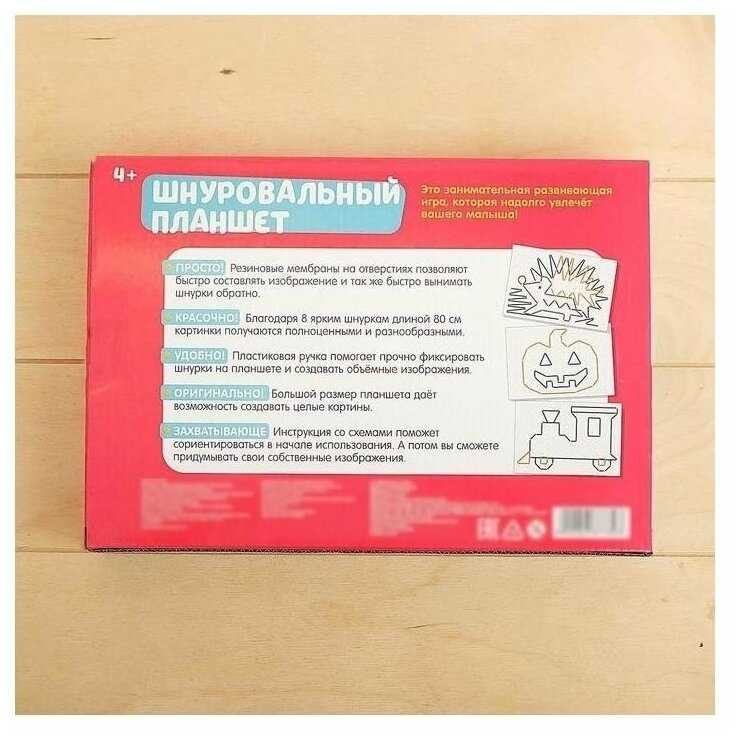 4+
ШНУРОВАЛЬНЫЙ
ПЛАНШЕТ
Это занимательная развивающая
игра, которая надолго увлечёт
вашего малыша!
ПРОСТО! Резиновые мембраны на отверстиях позволяют
быстро составлять изображение и так же быстро вынимать
шнурки обратно.
КРАСОЧНО! Благодаря 8 ярким шнуркам длиной 80 см
картинки получаются полноценными и разнообразными.
УДОБНО! Пластиковая ручка помогает прочно фиксировать
шнурки на планшете и создавать объёмные изображения.
ОРИГИНАЛЬНО! Большой размер планшета даёт
возможность создавать целые картины.
ЗАХВАТЫВАЮЩЕ Инструкция со схемами поможет
сориентироваться в начале использования. А потом вы сможете
придумывать свои собственные изображения.